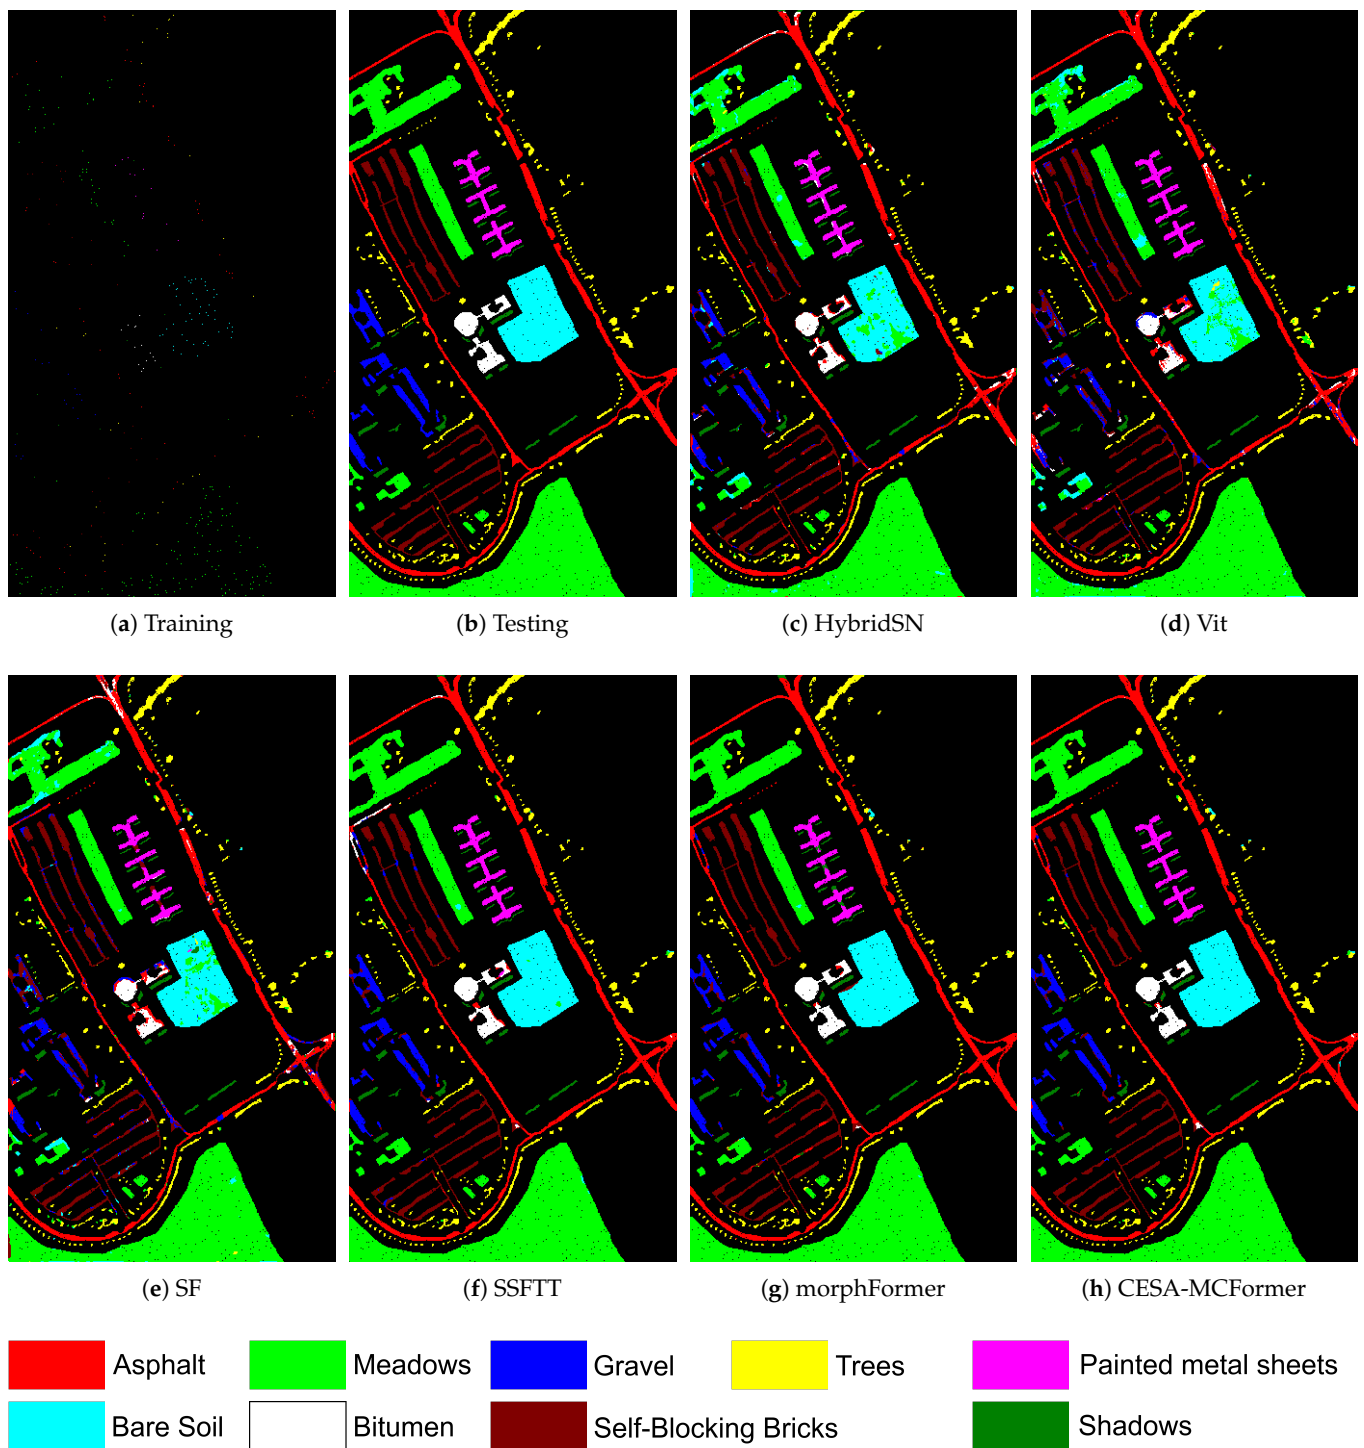 (a) Training
(b) Testing
(c) HybridSN
(d) Vit
(e) SF
(f) SSFTT
(g) morphFormer
(h) CESA-MCFormer
Asphalt
Meadows
Gravel
Trees
Painted metal sheets
Bare Soil
Bitumen
Self-Blocking Bricks
Shadows